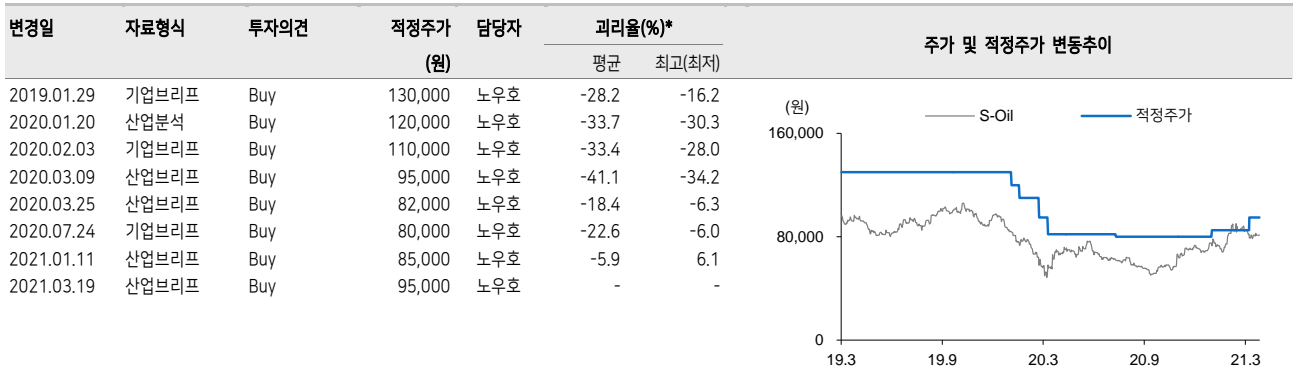 변경일 자료형식 투자의견 적정주가 담당자 괴리율(%)* 주가 및 적정주가 변동추이
(원) 평균 최고(최저)
2019.01.29 기업브리프 Buy 130,000 노우호 -28.2 -16.2
2020.01.20 산업분석 Buy 120,000 노우호 -33.7 -30.3
2020.02.03 기업브리프 Buy 110,000 노우호 -33.4 -28.0
2020.03.09 산업브리프 Buy 95,000 노우호 -41.1 -34.2
2020.03.25 산업브리프 Buy 82,000 노우호 -18.4 -6.3
2020.07.24 기업브리프 Buy 80,000 노우호 -22.6 -6.0
2021.01.11 산업브리프 Buy 85,000 노우호 -5.9 6.1
2021.03.19 산업브리프 Buy 95,000 노우호 - -
(원) S-Oil 적정주가
160,000
80,000
0
19.3 19.9 20.3 20.9 21.3